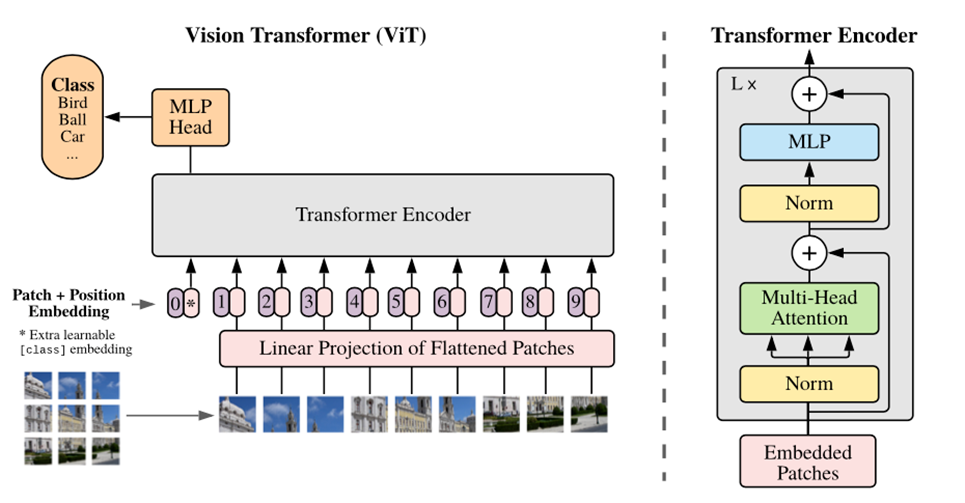 Vision Transformer (ViT)
Class
Bird
Ball
Car
...
MLP
Head
Transformer Encoder
Patch + Position
Embedding
0 * 1 2 3 4 5 6 7 8 9
* Extra learnable
[class] embedding
Linear Projection of Flattened Patches
Transformer Encoder
L x
+
MLP
Norm
+
Multi-Head
Attention
Norm
Embedded
Patches